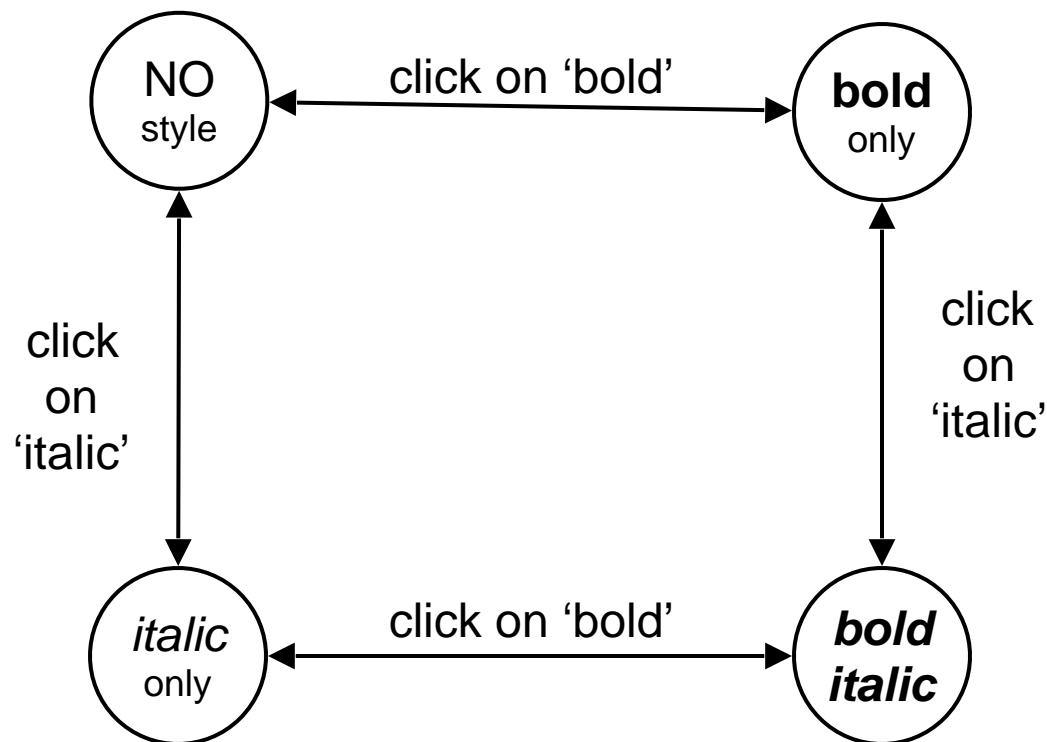 NO
style
click on ‘bold’
bold
only
click
on
‘italic’
click
on
‘italic’
italic
only
click on ‘bold’
bold
italic